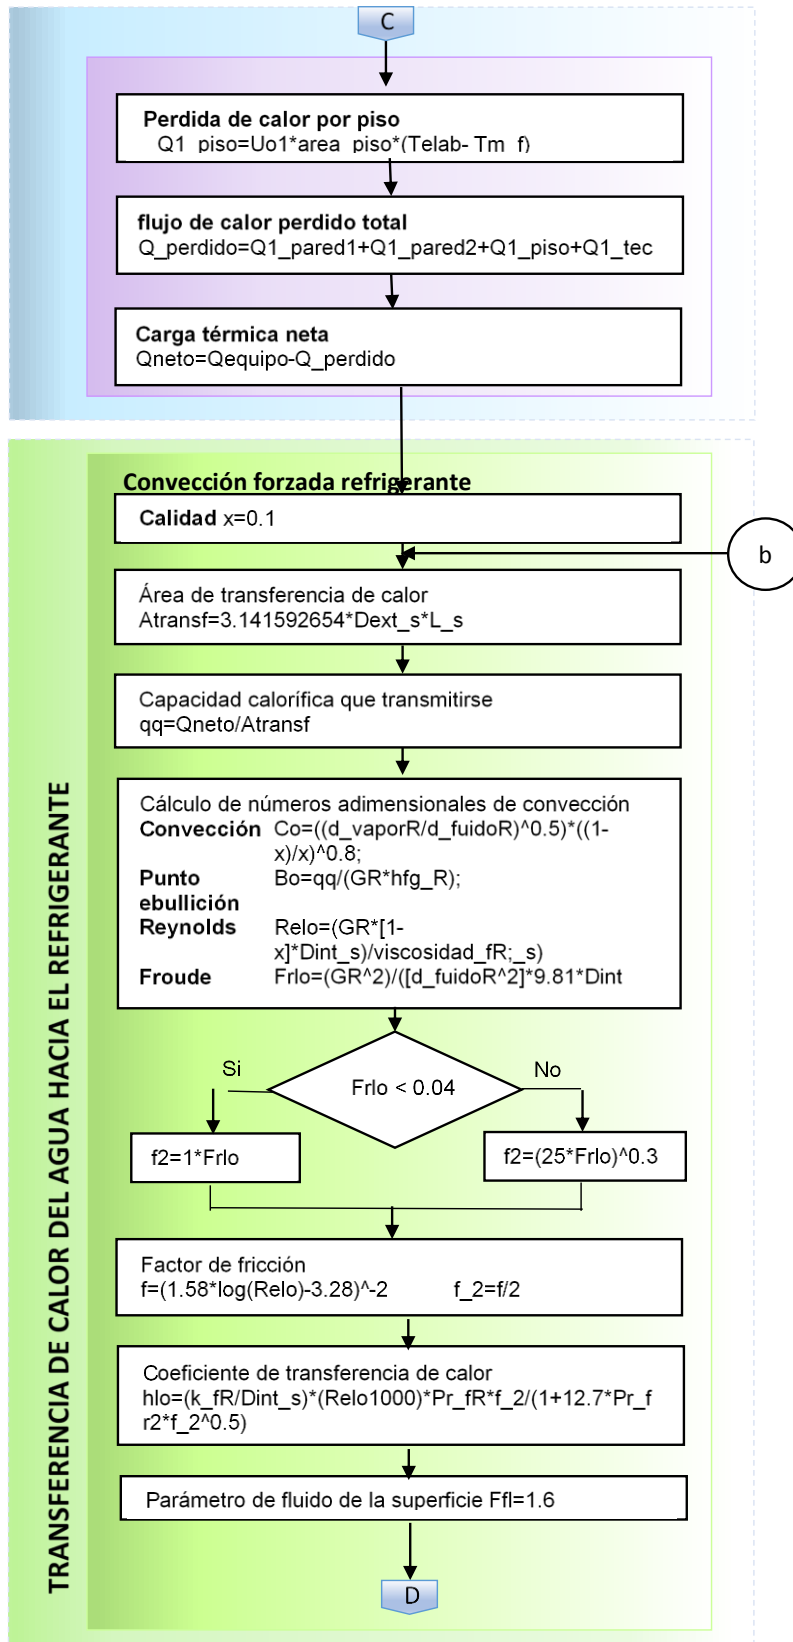 C
Perdida de calor por piso
Q1_piso=Uo1*area_piso*(Telab- Tm_f)
flujo de calor perdido total
Q_perdido=Q1_pared1+Q1_pared2+Q1_piso+Q1_tec
Carga térmica neta
Qneto=Qequipo-Q_perdido
TRANSFERENCIA DE CALOR DEL AGUA HACIA EL REFRIGERANTE
Convección forzada refrigerante
Calidad x=0.1
b
Área de transferencia de calor
Atransf=3.141592654*Dext_s*L_s
Capacidad calorífica que transmitirse
qq=Qneto/Atransf
Cálculo de números adimensionales de convección
Convección Co=((d_vaporR/d_fuidoR)^0.5)*((1-
x)/x)^0.8;
Punto Bo=qq/(GR*hfg_R);
ebullición
Reynolds Relo=(GR*[1-
x]*Dint_s)/viscosidad_fR;_s)
Froude Frlo=(GR^2)/([d_fuidoR^2]*9.81*Dint
Si
Frlo < 0.04
No
f2=1*Frlo
f2=(25*Frlo)^0.3
Factor de fricción
f=(1.58*log(Relo)-3.28)^-2 f_2=f/2
Coeficiente de transferencia de calor
hlo=(k_fR/Dint_s)*(Relo1000)*Pr_fR*f_2/(1+12.7*Pr_f
r2*f_2^0.5)
Parámetro de fluido de la superficie Ffl=1.6
D